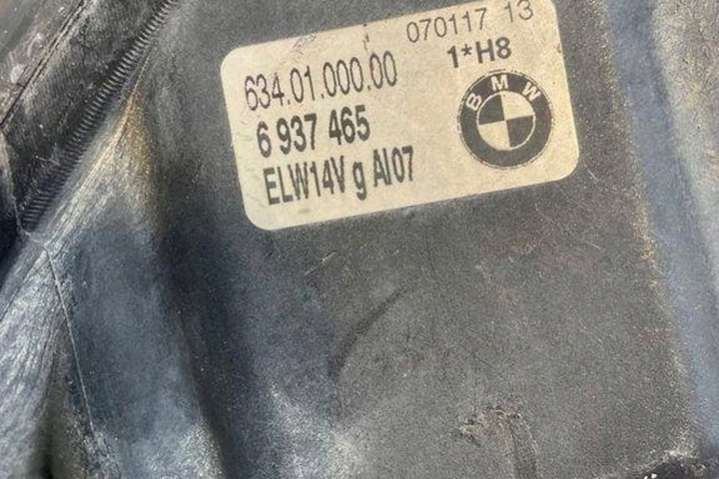 070117 13
634.01.000.00 1*H8
6 937 465
BMW
ELW14V g AI07